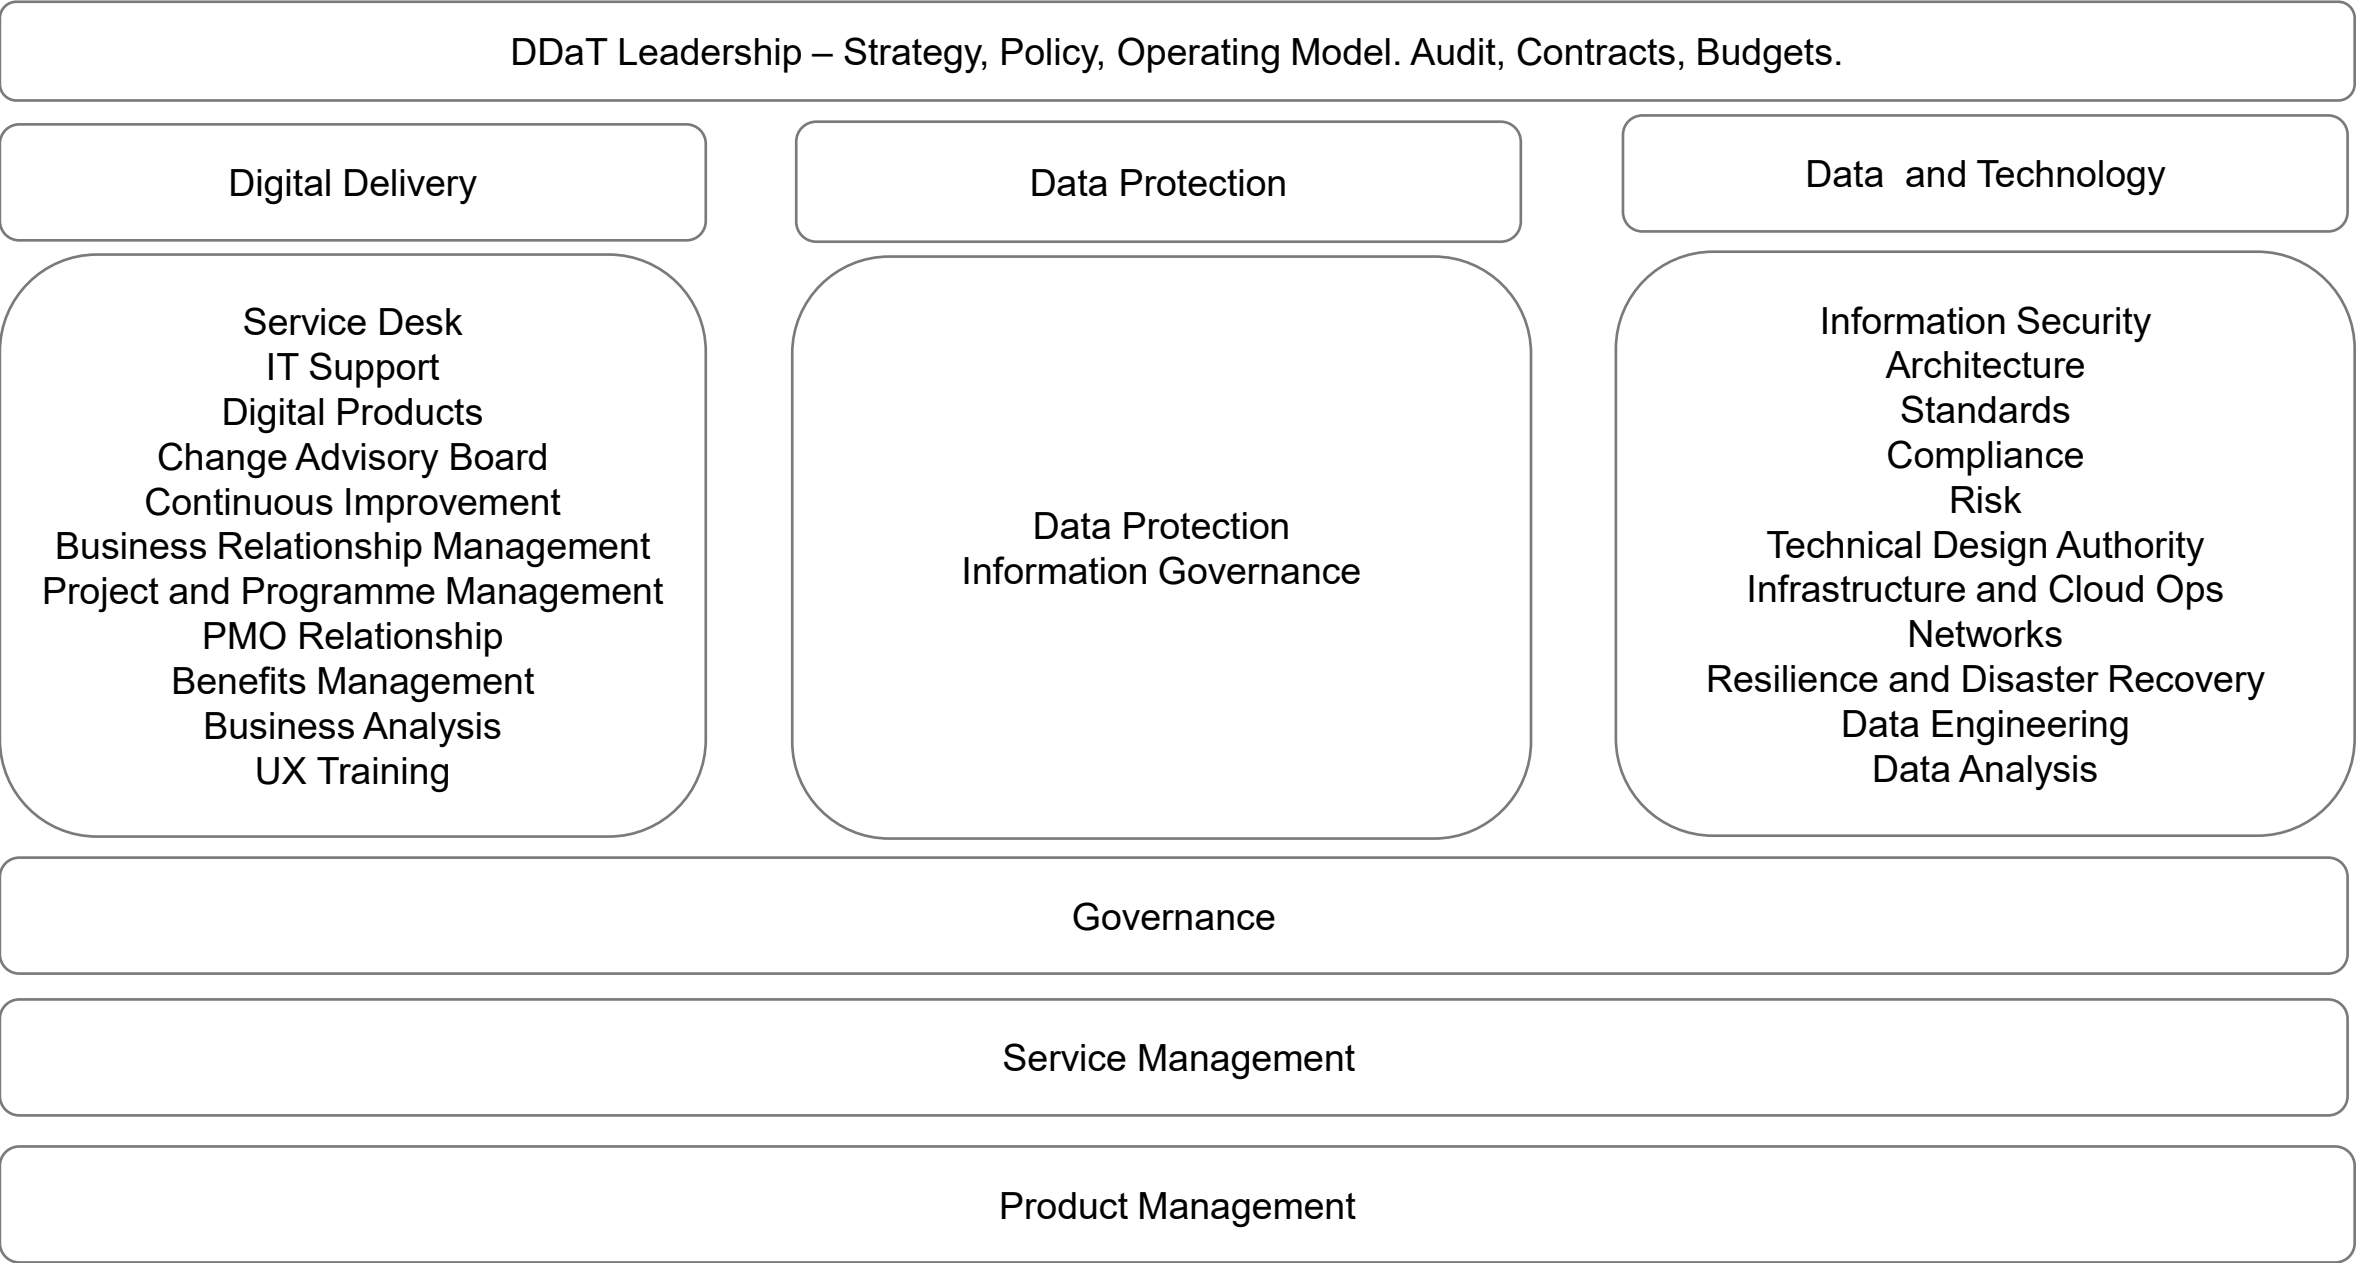 DDaT Leadership – Strategy, Policy, Operating Model. Audit, Contracts, Budgets.
Digital Delivery
Data Protection
Data  and Technology
Service Desk
IT Support
Digital Products
Change Advisory Board
Continuous Improvement
Business Relationship Management
Project and Programme Management
PMO Relationship
Benefits Management
Business Analysis
UX Training
Data Protection
Information Governance
Information Security
Architecture
Standards
Compliance
Risk
Technical Design Authority
Infrastructure and Cloud Ops
Networks
Resilience and Disaster Recovery
Data Engineering
Data Analysis
Governance
Service Management
Product Management